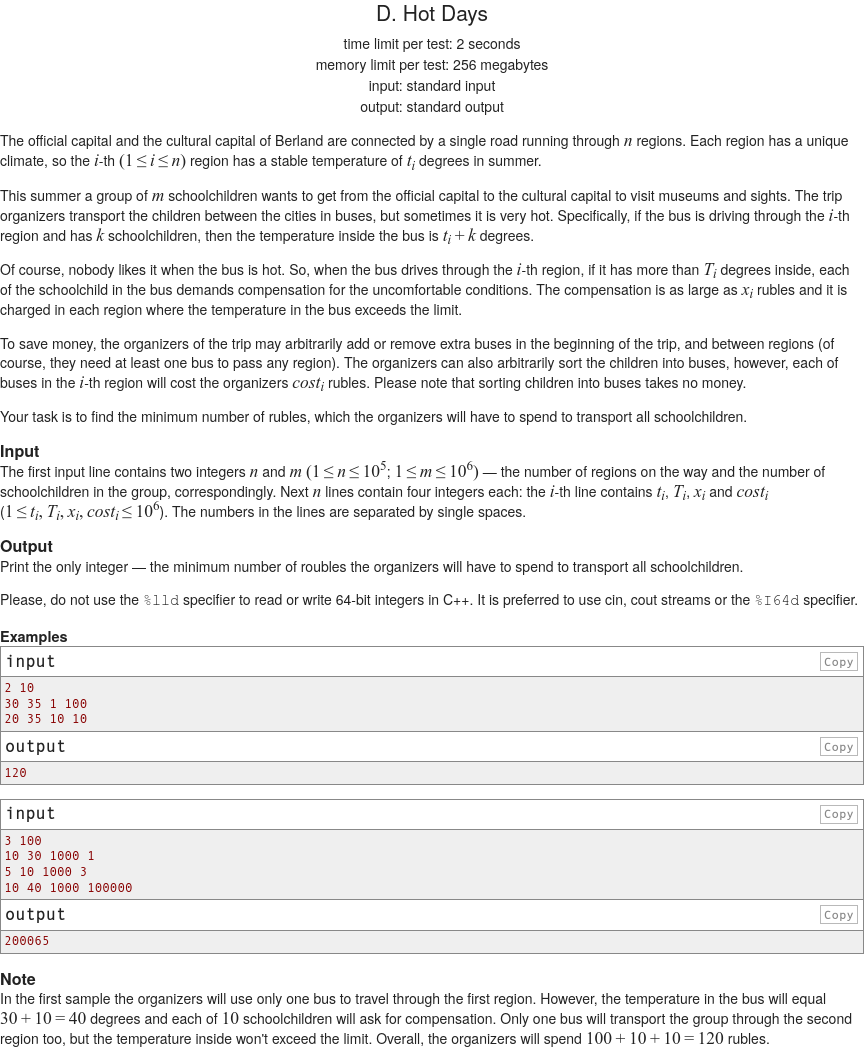 D. Hot Days
time limit per test: 2 seconds
memory limit per test: 256 megabytes
input: standard input
output: standard output
The official capital and the cultural capital of Berland are connected by a single road running through n regions. Each region has a unique
climate, so the i-th (1 ≤ i ≤ n) region has a stable temperature of t_i degrees in summer.
This summer a group of m schoolchildren wants to get from the official capital to the cultural capital to visit museums and sights. The trip
organizers transport the children between the cities in buses, but sometimes it is very hot. Specifically, if the bus is driving through the i-th
region and has k schoolchildren, then the temperature inside the bus is t_i + k degrees.
Of course, nobody likes it when the bus is hot. So, when the bus drives through the i-th region, if it has more than T_i degrees inside, each
of the schoolchild in the bus demands compensation for the uncomfortable conditions. The compensation is as large as x_i rubles and it is
charged in each region where the temperature in the bus exceeds the limit.
To save money, the organizers of the trip may arbitrarily add or remove extra buses in the beginning of the trip, and between regions (of
course, they need at least one bus to pass any region). The organizers can also arbitrarily sort the children into buses, however, each of
buses in the i-th region will cost the organizers cost_i rubles. Please note that sorting children into buses takes no money.
Your task is to find the minimum number of rubles, which the organizers will have to spend to transport all schoolchildren.
Input
The first input line contains two integers n and m (1 ≤ n ≤ 10^5; 1 ≤ m ≤ 10^6) — the number of regions on the way and the number of
schoolchildren in the group, correspondingly. Next n lines contain four integers each: the i-th line contains t_i, T_i, x_i and cost_i
(1 ≤ t_i, T_i, x_i, cost_i ≤ 10^6). The numbers in the lines are separated by single spaces.
Output
Print the only integer — the minimum number of roubles the organizers will have to spend to transport all schoolchildren.
Please, do not use the %lld specifier to read or write 64-bit integers in C++. It is preferred to use cin, cout streams or the %I64d specifier.
Examples
input Copy
2 10
30 35 1 100
20 35 10 10
output Copy
120
input Copy
3 100
10 30 1000 1
5 10 1000 3
10 40 1000 100000
output Copy
200065
Note
In the first sample the organizers will use only one bus to travel through the first region. However, the temperature in the bus will equal
30 + 10 = 40 degrees and each of 10 schoolchildren will ask for compensation. Only one bus will transport the group through the second
region too, but the temperature inside won't exceed the limit. Overall, the organizers will spend 100 + 10 + 10 = 120 rubles.